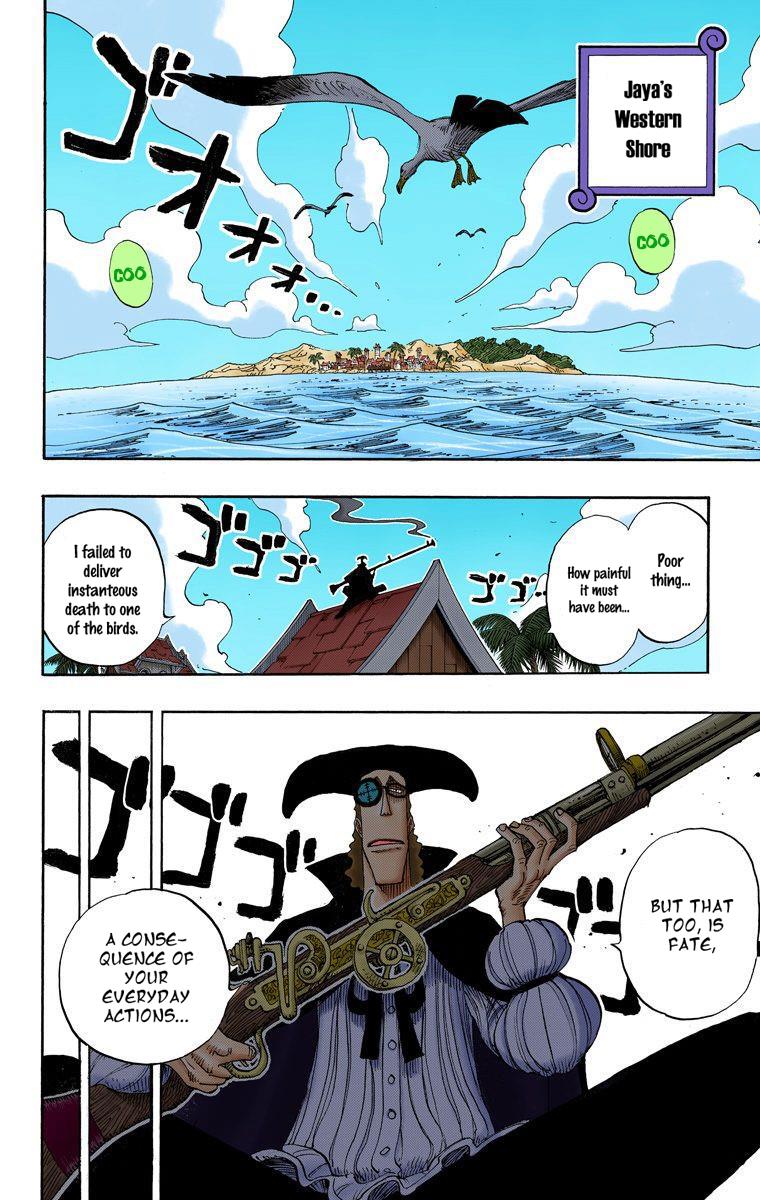 Jaya's
Western
Shore
ゴオオオ...
COO
COO
Poor
thing...
How painful
it must
have been...
ゴゴ...
ゴゴゴ
I failed to
deliver
instanteous
death to one
of the birds.
BUT THAT
TOO, IS
FATE,
ゴ
ゴゴゴ
A CONSE-
QUENCE OF
YOUR
EVERYDAY
ACTIONS...